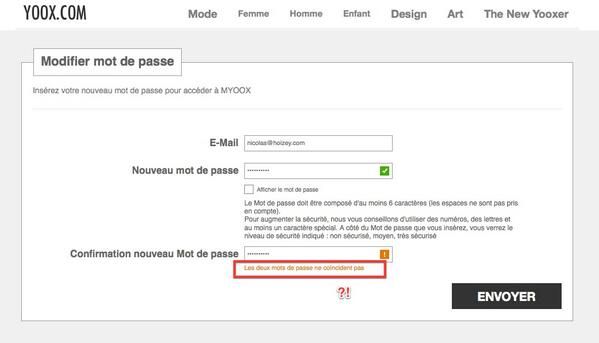 YOOX.COM
Mode Femme Homme Enfant Design Art The New Yooxer
Modifier mot de passe
Insérez votre nouveau mot de passe pour accéder à MYOOX
E-Mail nicolas@hoizey.com
Nouveau mot de passe
Afficher le mot de passe
Le Mot de passe doit être composé d'au moins 6 caractères (les espaces ne sont pas pris
en compte).
Pour augmenter la sécurité, nous vous conseillons d'utiliser des numéros, des lettres et
au moins un caractère spécial. A côté du Mot de passe que vous insérez, vous verrez le
niveau de sécurité indiqué : non sécurisé, moyen, très sécurisé
Confirmation nouveau Mot de passe
Les deux mots de passe ne coïncident pas
?!
ENVOYER